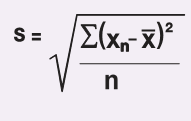 s = √(∑(xₙ − x̄)² / n)